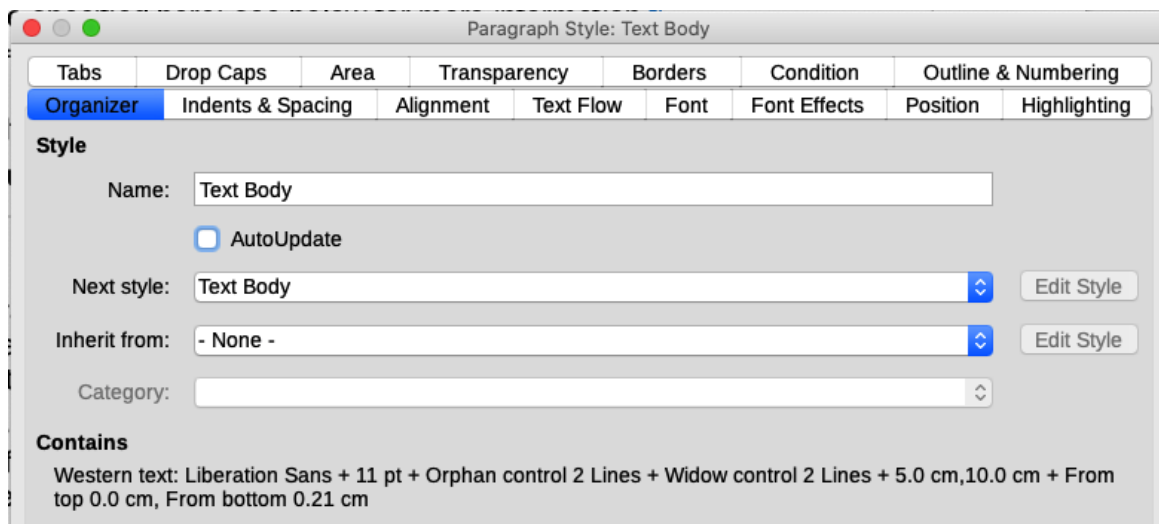 Paragraph Style: Text Body
Tabs Drop Caps Area Transparency Borders Condition Outline & Numbering
Organizer Indents & Spacing Alignment Text Flow Font Font Effects Position Highlighting
Style
Name: Text Body
AutoUpdate
Next style: Text Body Edit Style
Inherit from: - None - Edit Style
Category:
Contains
Western text: Liberation Sans + 11 pt + Orphan control 2 Lines + Widow control 2 Lines + 5.0 cm,10.0 cm + From
top 0.0 cm, From bottom 0.21 cm